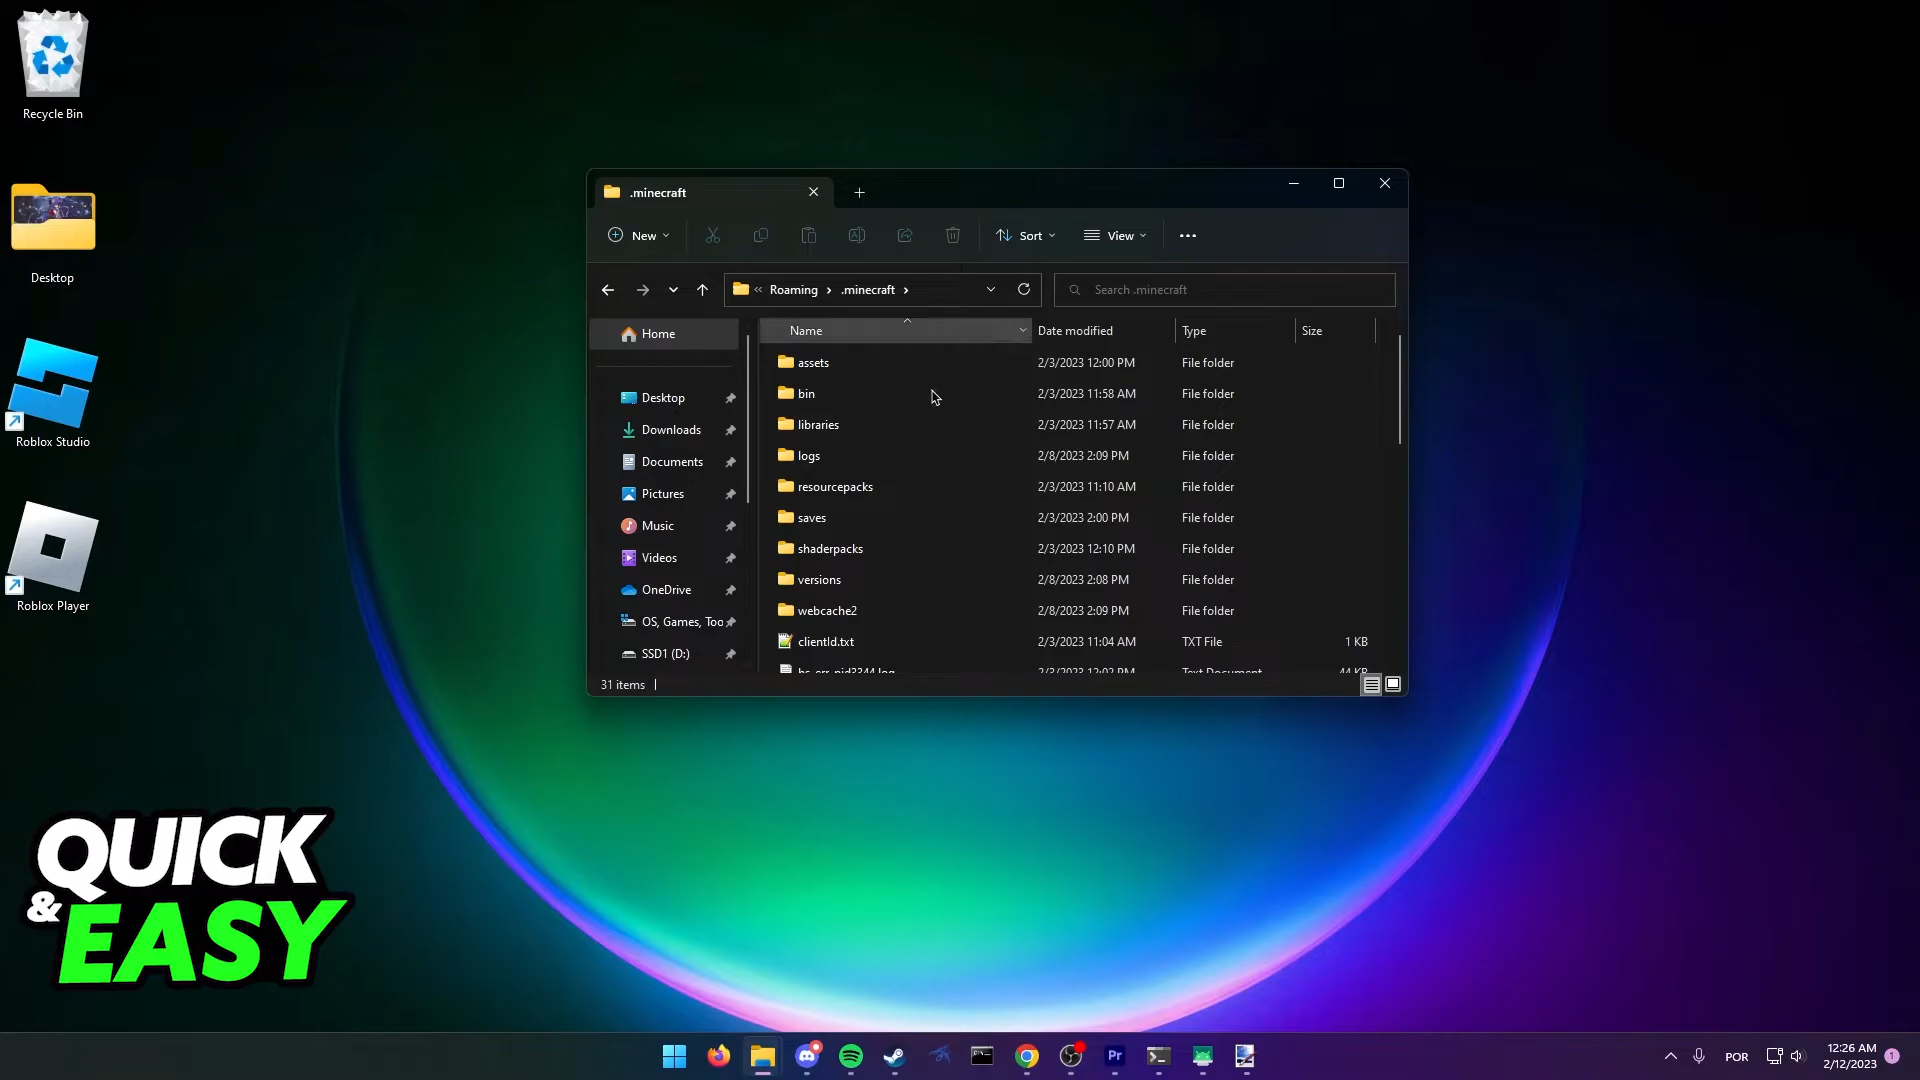 Recycle Bin
Desktop
Roblox Studio
Roblox Player
.minecraft
New
Sort
View
Roaming
.minecraft
Search .minecraft
Home
Desktop
Downloads
Documents
Pictures
Music
Videos
OneDrive
OS, Games, Too
SSD1 (D:)
Name Date modified Type Size
assets 2/3/2023 12:00 PM File folder
bin 2/3/2023 11:58 AM File folder
libraries 2/3/2023 11:57 AM File folder
logs 2/8/2023 2:09 PM File folder
resourcepacks 2/3/2023 11:10 AM File folder
saves 2/3/2023 2:00 PM File folder
shaderpacks 2/3/2023 12:10 PM File folder
versions 2/8/2023 2:08 PM File folder
webcache2 2/8/2023 2:09 PM File folder
clientId.txt 2/3/2023 11:04 AM TXT File 1 KB
hs_err_pid3344.log 2/3/2023 12:02 PM Text Document 44 KB
31 items
QUICK
& EASY
Pr
POR
12:26 AM
2/12/2023
1